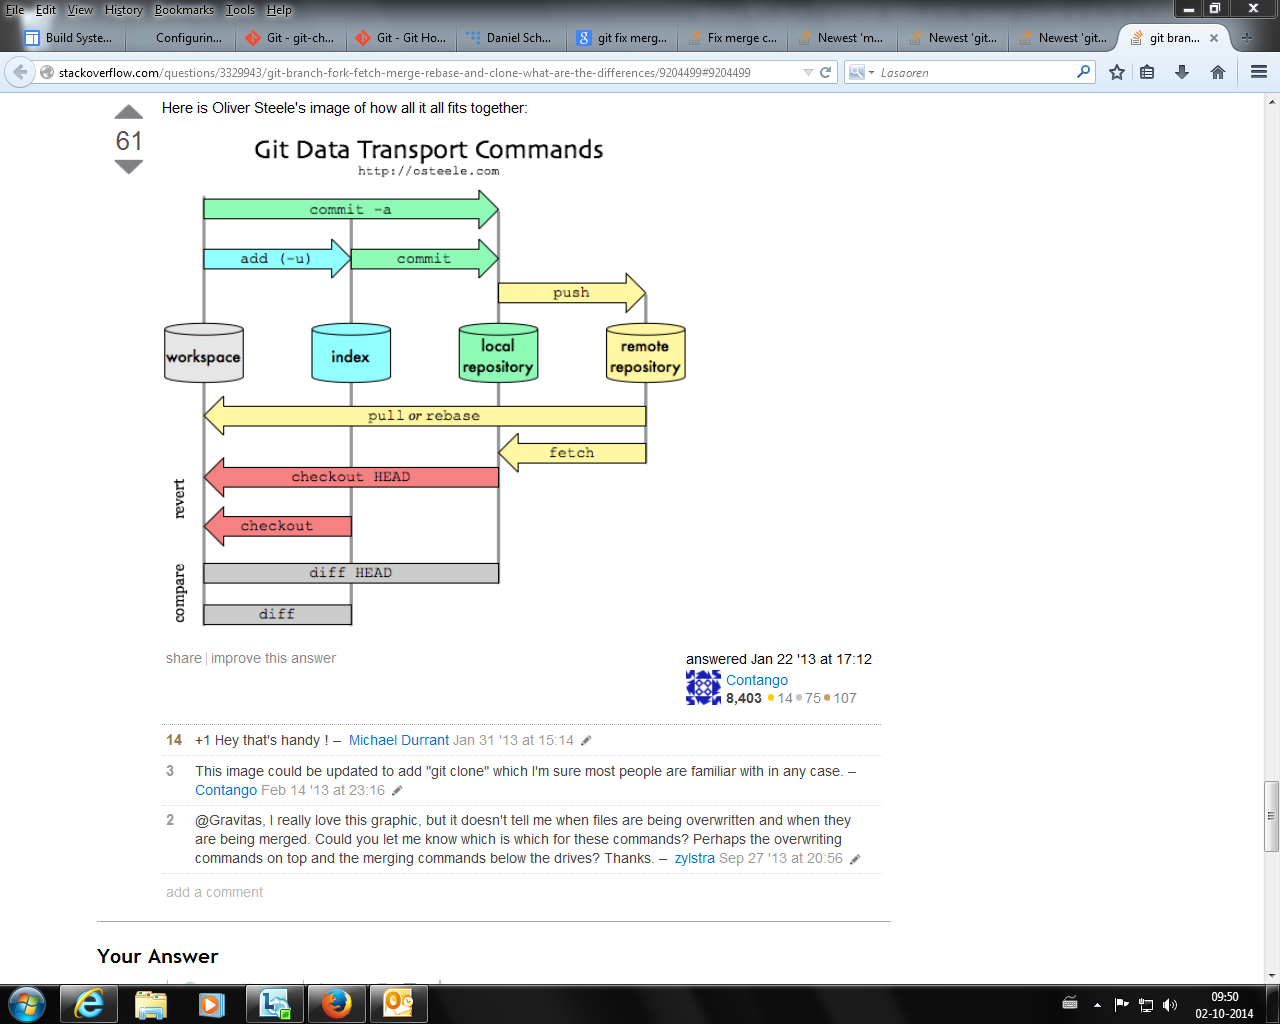 File Edit View History Bookmarks Tools Help
Build Syste...
Configurin...
Git - git-ch...
Git - Git Ho...
Daniel Sch...
git fix merg...
Fix merge c...
Newest 'm...
Newest 'git...
Newest 'git...
git bran...
stackoverflow.com/questions/3329943/git-branch-fork-fetch-merge-rebase-and-clone-what-are-the-differences/9204499#9204499
Lasaoren
Here is Oliver Steele's image of how all it all fits together:
61
Git Data Transport Commands
http://osteele.com
commit -a
add (-u)
commit
push
workspace
index
local
repository
remote
repository
pull or rebase
fetch
revert
checkout HEAD
checkout
compare
diff HEAD
diff
share improve this answer
answered Jan 22 '13 at 17:12
Contango
8,403 14 75 107
14 +1 Hey that's handy ! – Michael Durrant Jan 31 '13 at 15:14
3 This image could be updated to add "git clone" which I'm sure most people are familiar with in any case. –
Contango Feb 14 '13 at 23:16
2 @Gravitas, I really love this graphic, but it doesn't tell me when files are being overwritten and when they
are being merged. Could you let me know which is which for these commands? Perhaps the overwriting
commands on top and the merging commands below the drives? Thanks. – zylstra Sep 27 '13 at 20:56
add a comment
Your Answer
09:50
02-10-2014